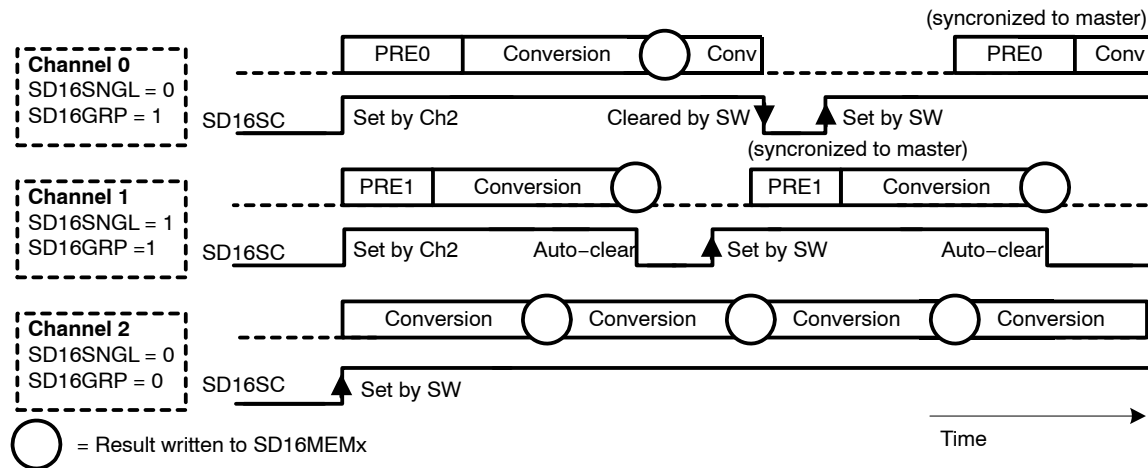 (syncronized to master)
Channel 0
SD16SNGL = 0
SD16GRP = 1
PRE0 Conversion Conv PRE0 Conv
SD16SC Set by Ch2 Cleared by SW Set by SW
(syncronized to master)
Channel 1
SD16SNGL = 1
SD16GRP =1
PRE1 Conversion PRE1 Conversion
SD16SC Set by Ch2 Auto−clear Set by SW Auto−clear
Channel 2
SD16SNGL = 0
SD16GRP = 0
Conversion Conversion Conversion Conversion
SD16SC Set by SW
= Result written to SD16MEMx
Time